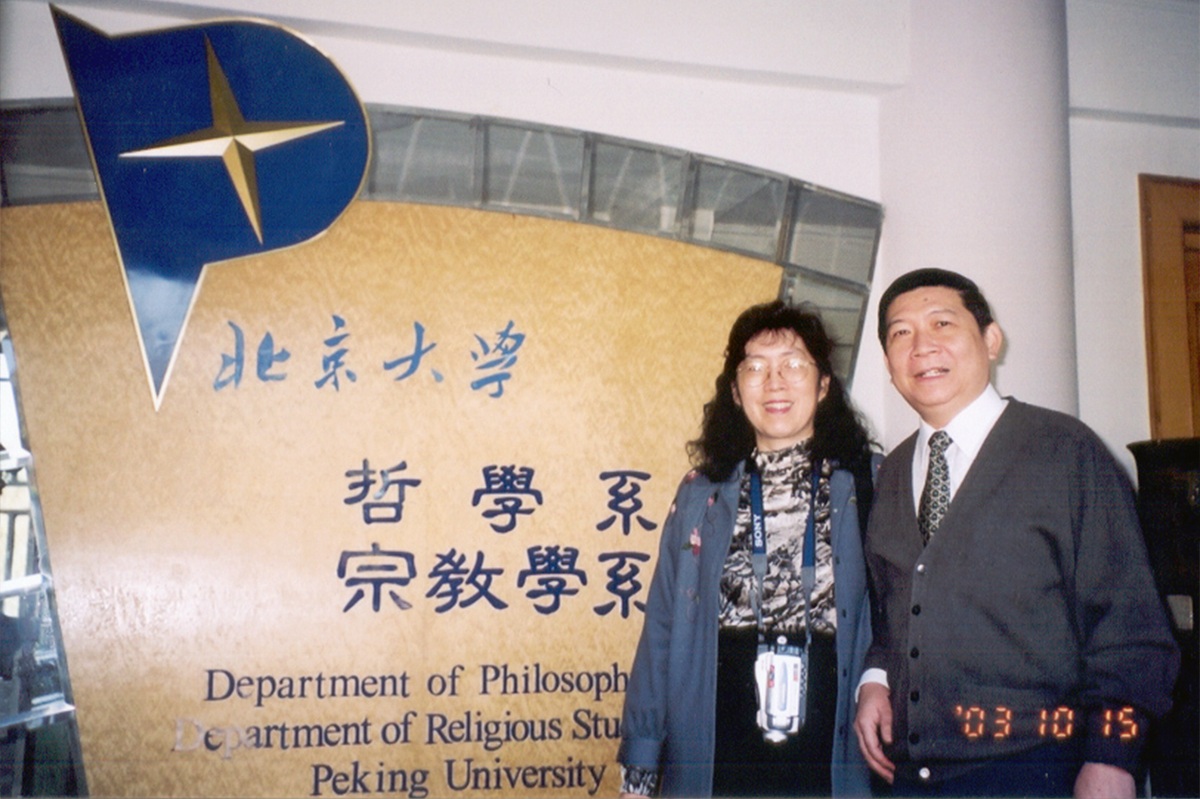 北京大学
哲學系
宗教學系
Department of Philosoph
Department of Religious Stu
Peking University
SONY
'03 10 15